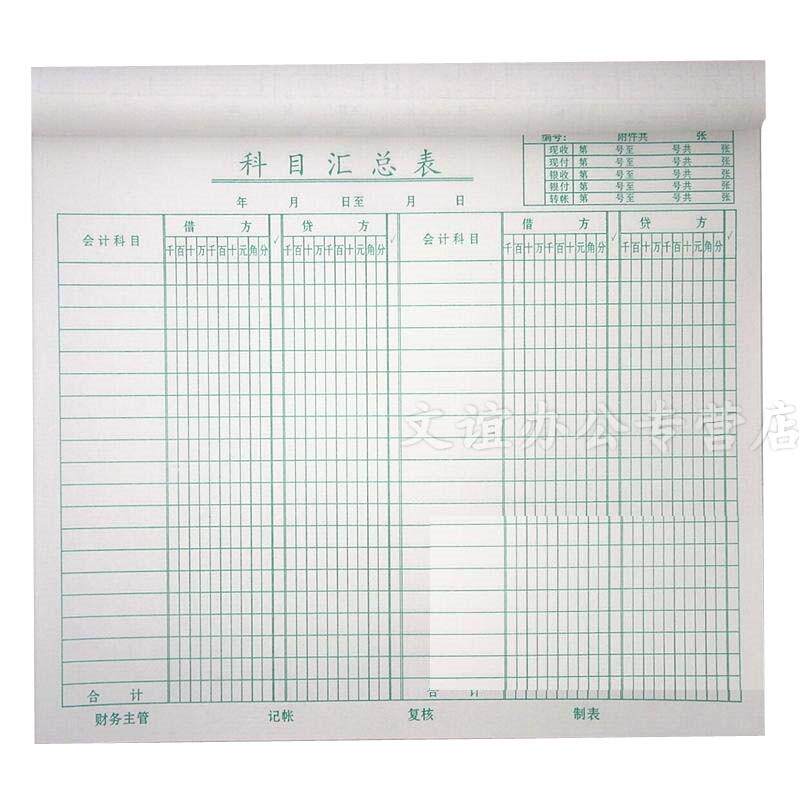 编号： 附件共 张
现收 第 号至 号共 张
科目汇总表
现付 第 号至 号共 张
银收 第 号至 号共 张
银付 第 号至 号共 张
转帐 第 号至 号共 张
年 月 日至 月 日
会计科目 借方 √ 贷方 √ 会计科目 借方 √ 贷方 √
千百十万千百十元角分 千百十万千百十元角分 千百十万千百十元角分 千百十万千百十元角分
文谊办公专营店
合计 合计
财务主管 记帐 复核 制表